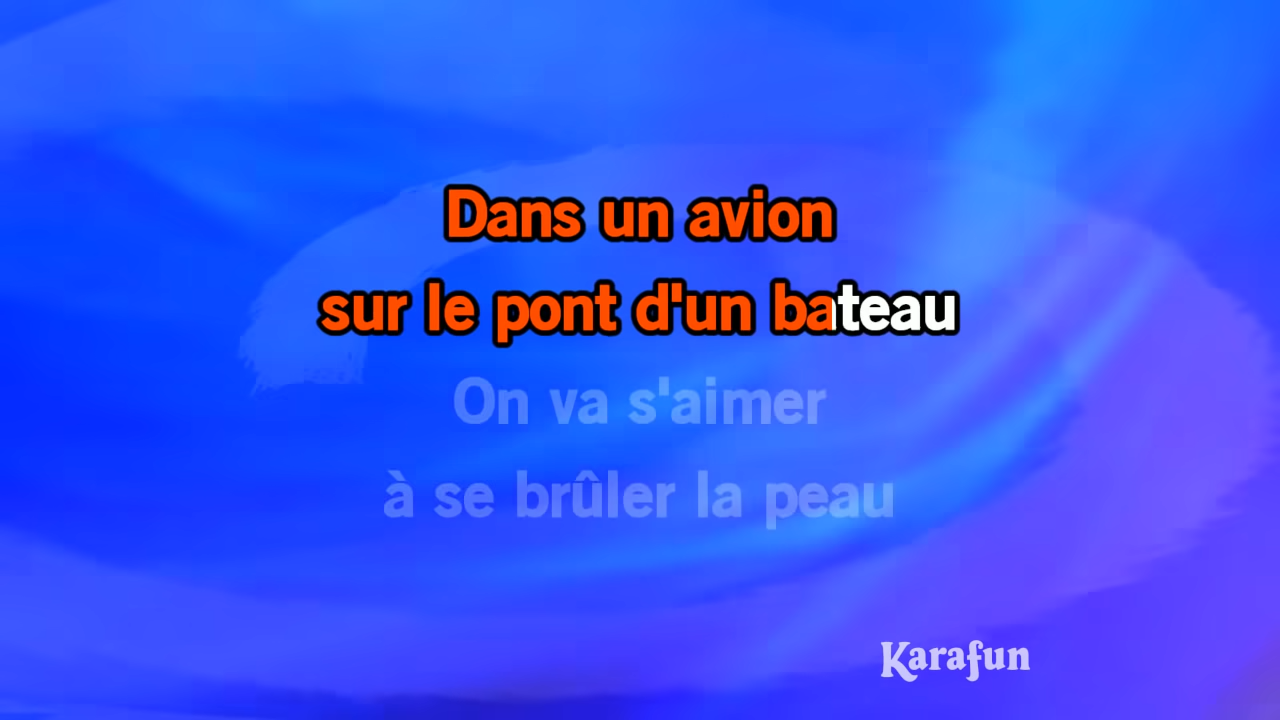 Dans un avion
sur le pont d'un bateau
On va s'aimer
à se brûler la peau
Karafun